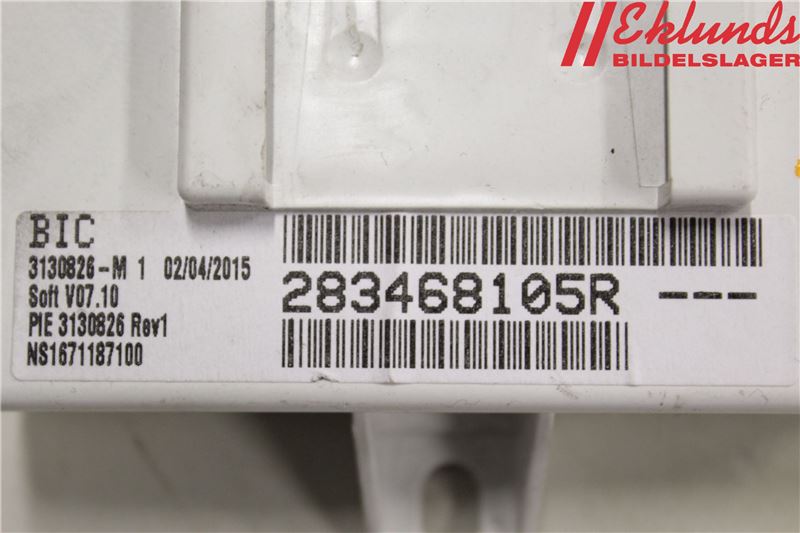 Eklunds
BILDELSLAGER
BIC
3130826-M 1 02/04/2015
Soft V07.10
PIE 3130826 Rev1
NS1671187100
283468105R ---